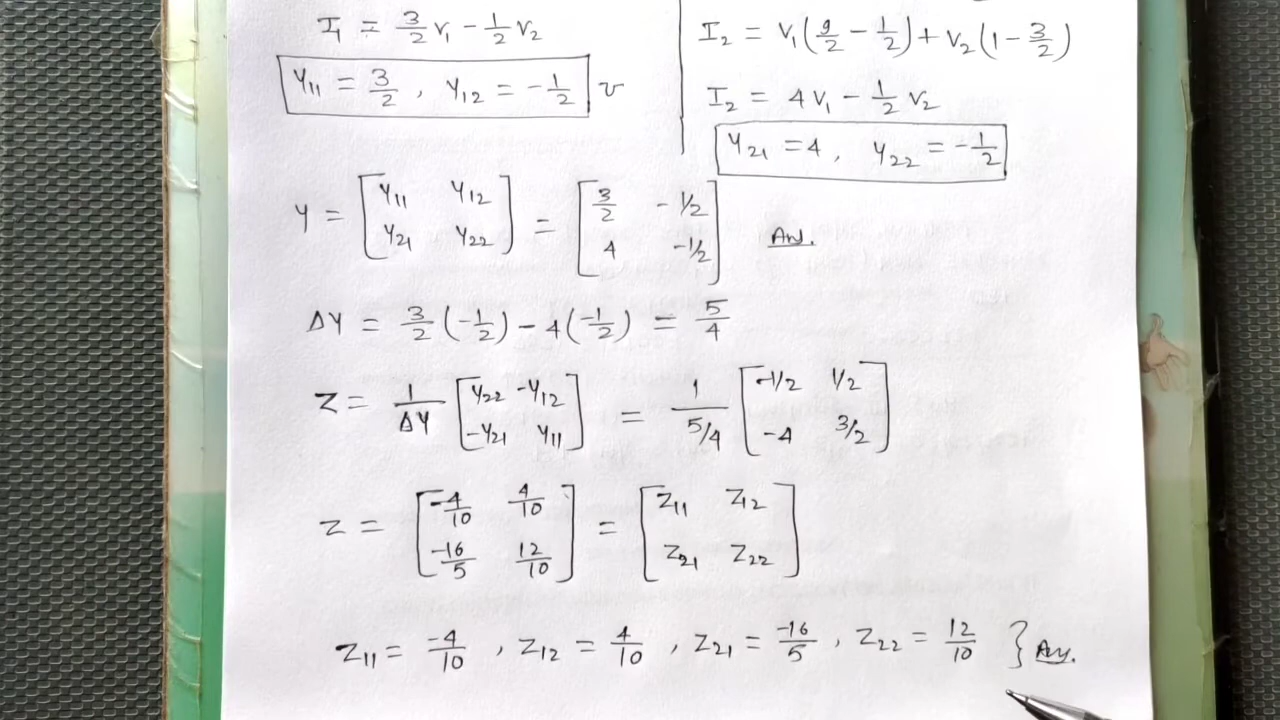 I₁ = 3/2 V₁ − 1/2 V₂
Y₁₁ = 3/2 , Y₁₂ = −1/2 ʋ
I₂ = V₁(9/2 − 1/2) + V₂(1 − 3/2)
I₂ = 4V₁ − 1/2 V₂
Y₂₁ = 4 , Y₂₂ = −1/2
Y = [Y₁₁ Y₁₂; Y₂₁ Y₂₂] = [3/2 −1/2; 4 −1/2] Ans.
ΔY = 3/2 (−1/2) − 4(−1/2) = 5/4
Z = 1/ΔY [Y₂₂ −Y₁₂; −Y₂₁ Y₁₁] = 1/(5/4) [−1/2 1/2; −4 3/2]
Z = [−4/10 4/10; −16/5 12/10] = [Z₁₁ Z₁₂; Z₂₁ Z₂₂]
Z₁₁ = −4/10 , Z₁₂ = 4/10 , Z₂₁ = −16/5 , Z₂₂ = 12/10 } Ans.